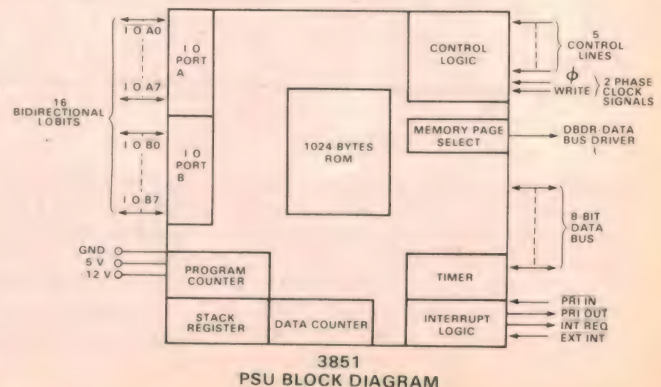 I O A0
I O
PORT
A
I O A7
16
BIDIRECTIONAL
LOBITS
I O B0
I O
PORT
B
I O B7
GND
5 V
12 V
PROGRAM
COUNTER
STACK
REGISTER
DATA COUNTER
1024 BYTES
ROM
CONTROL
LOGIC
5
CONTROL
LINES
ϕ
WRITE
2 PHASE
CLOCK
SIGNALS
MEMORY PAGE
SELECT
DBDR-DATA
BUS DRIVER
8-BIT
DATA
BUS
TIMER
INTERRUPT
LOGIC
PRI IN
PRI OUT
INT REQ
EXT INT
3851
PSU BLOCK DIAGRAM